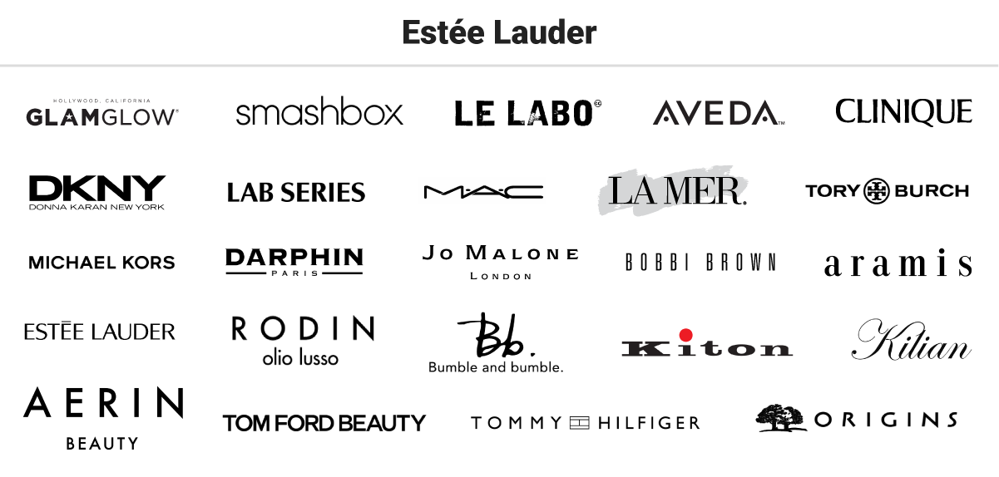 Estée Lauder
HOLLYWOOD, CALIFORNIA
GLAMGLOW®
smashbox
LE LABO
AVEDA™
CLINIQUE
DKNY
DONNA KARAN NEW YORK
LAB SERIES
M·A·C
LA MER®
TORY BURCH
MICHAEL KORS
DARPHIN
PARIS
JO MALONE
LONDON
BOBBI BROWN
aramis
ESTĒE LAUDER
RODIN
olio lusso
Bb.
Bumble and bumble.
Kiton
Kilian
AERIN
BEAUTY
TOM FORD BEAUTY
TOMMY HILFIGER
ORIGINS